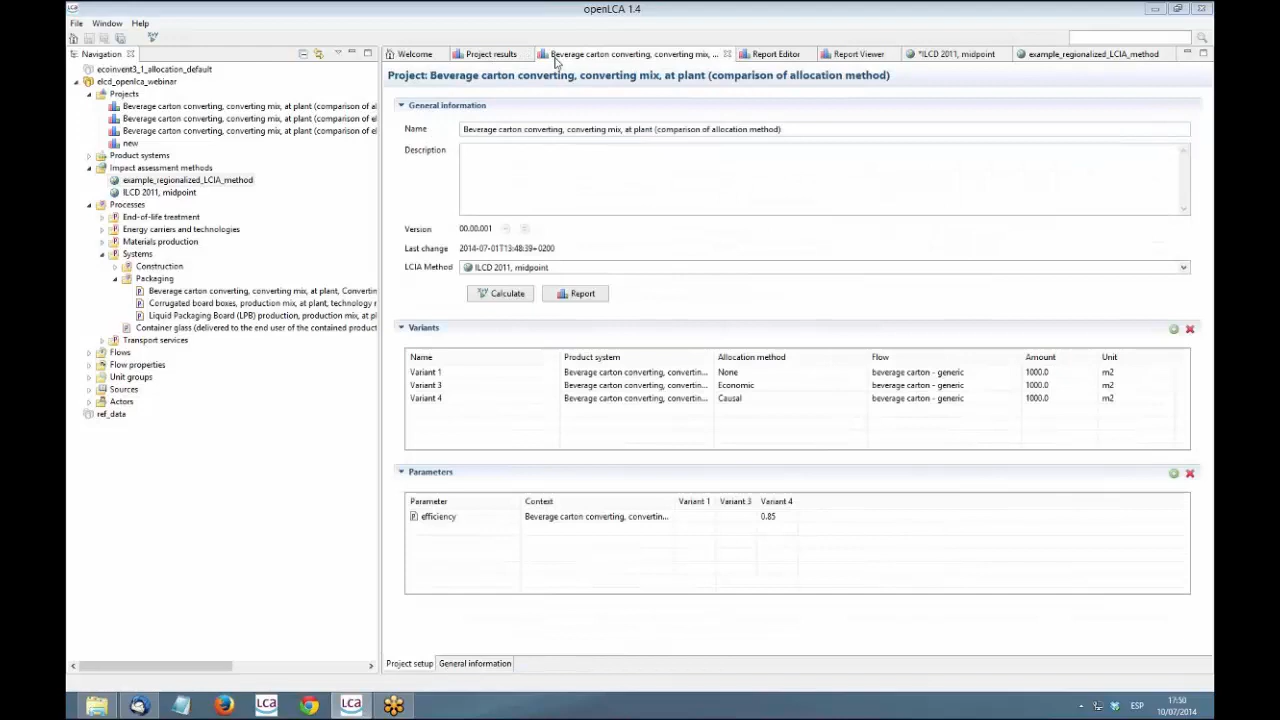 LCA
openLCA 1.4
File Window Help
Navigation
Welcome
Project results
Beverage carton converting, converting mix, ...
Report Editor
Report Viewer
*ILCD 2011, midpoint
example_regionalized_LCIA_method
ecoinvent3_1_allocation_default
elcd_openlca_webinar
Projects
Beverage carton converting, converting mix, at plant (comparison of al
Beverage carton converting, converting mix, at plant (comparison of el
Beverage carton converting, converting mix, at plant (comparison of el
new
Product systems
Impact assessment methods
example_regionalized_LCIA_method
ILCD 2011, midpoint
Processes
End-of-life treatment
Energy carriers and technologies
Materials production
Systems
Construction
Packaging
Beverage carton converting, converting mix, at plant, Convertin
Corrugated board boxes, production mix, at plant, technology r
Liquid Packaging Board (LPB) production, production mix, at pl
Container glass (delivered to the end user of the contained product
Transport services
Flows
Flow properties
Unit groups
Sources
Actors
ref_data
Project: Beverage carton converting, converting mix, at plant (comparison of allocation method)
General information
Name Beverage carton converting, converting mix, at plant (comparison of allocation method)
Description
Version 00.00.001
Last change 2014-07-01T13:48:39+0200
LCIA Method ILCD 2011, midpoint
Calculate Report
Variants
Name Product system Allocation method Flow Amount Unit
Variant 1 Beverage carton converting, convertin... None beverage carton - generic 1000.0 m2
Variant 3 Beverage carton converting, convertin... Economic beverage carton - generic 1000.0 m2
Variant 4 Beverage carton converting, convertin... Causal beverage carton - generic 1000.0 m2
Parameters
Parameter Context Variant 1 Variant 3 Variant 4
efficiency Beverage carton converting, convertin... 0.85
Project setup General information
LCA LCA
ESP
17:50
10/07/2014